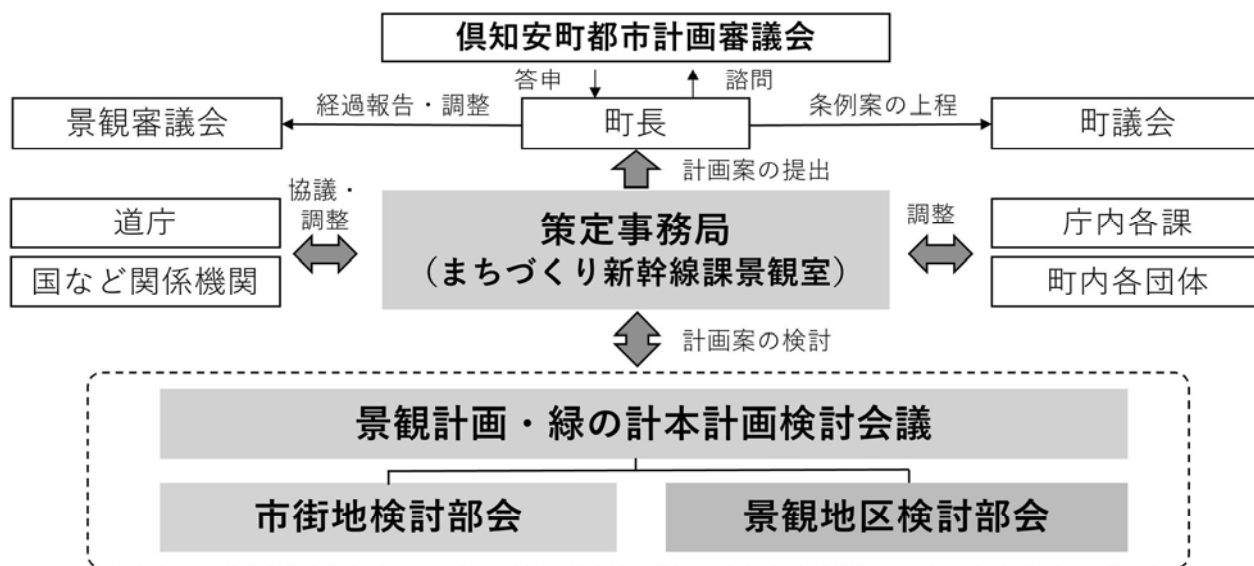 倶知安町都市計画審議会
答申
諮問
景観審議会
経過報告・調整
町長
条例案の上程
町議会
計画案の提出
道庁
国など関係機関
協議・
調整
策定事務局
（まちづくり新幹線課景観室）
調整
庁内各課
町内各団体
計画案の検討
景観計画・緑の計本計画検討会議
市街地検討部会
景観地区検討部会